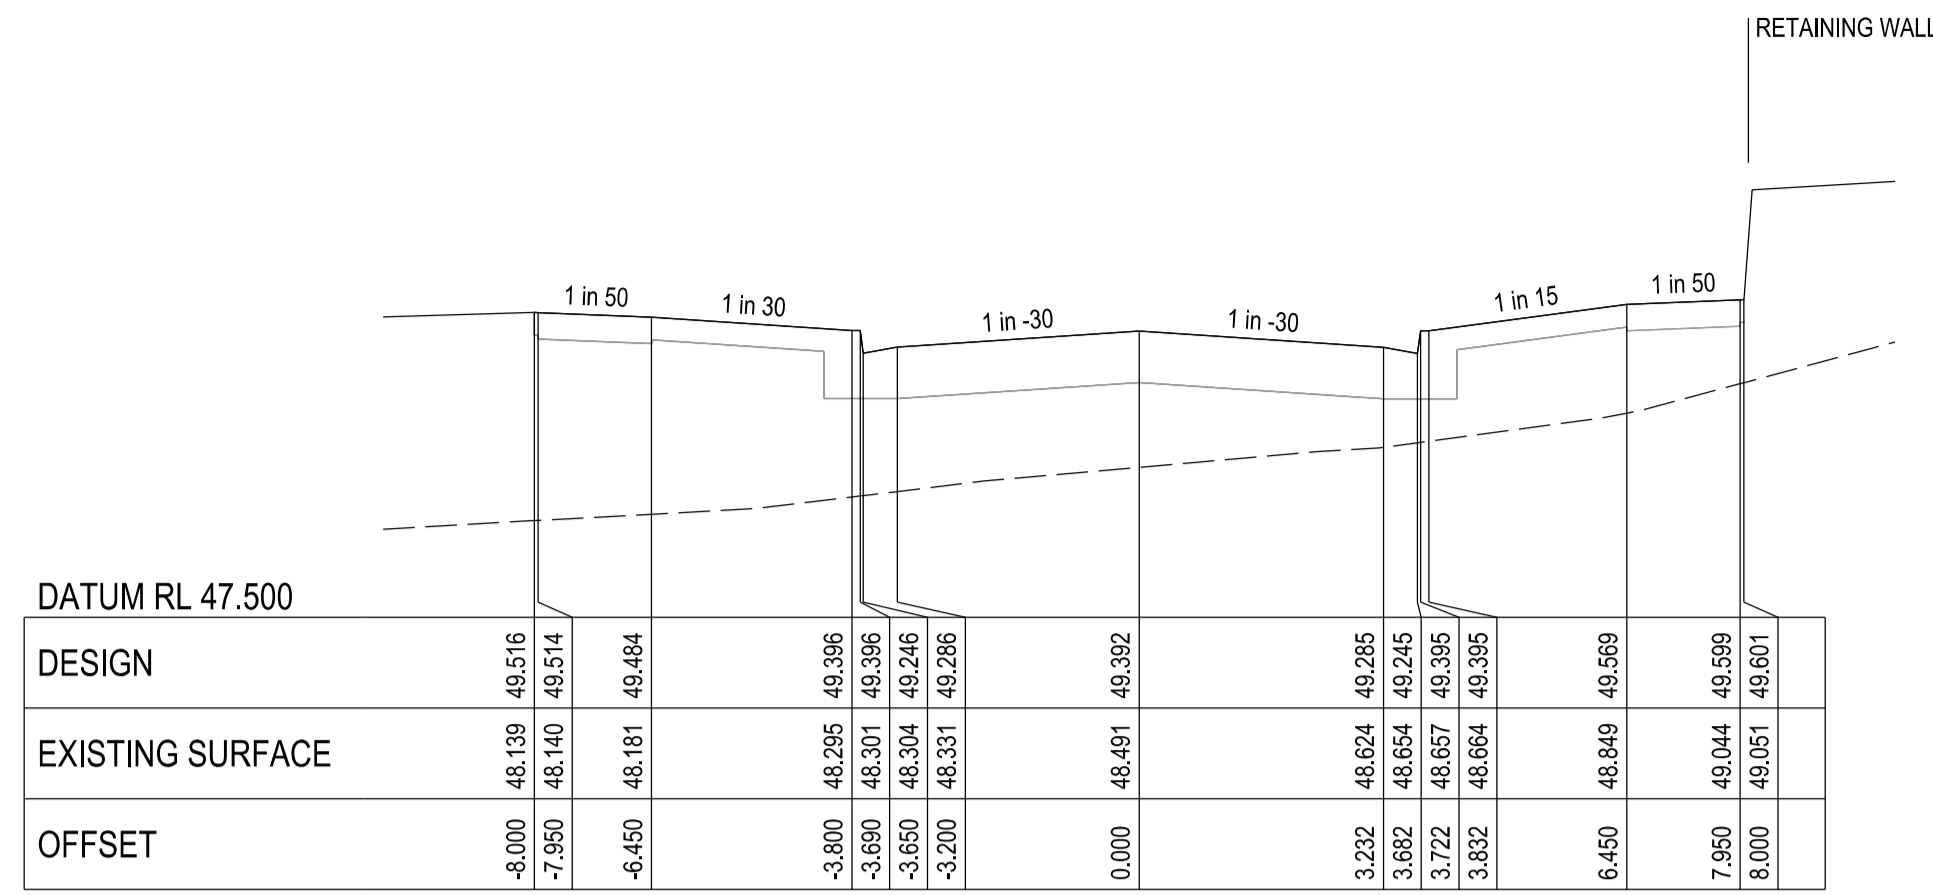 RETAINING WALL
1 in 50
1 in 30
1 in -30
1 in -30
1 in 15
1 in 50
DATUM RL 47.500
DESIGN 49.516 49.514 49.484 49.396 49.396 49.246 49.286 49.392 49.285 49.245 49.395 49.395 49.569 49.599 49.601
EXISTING SURFACE 48.139 48.140 48.181 48.295 48.301 48.304 48.331 48.491 48.624 48.654 48.657 48.664 48.849 49.044 49.051
OFFSET -8.000 -7.950 -6.450 -3.800 -3.690 -3.650 -3.200 0.000 3.232 3.682 3.722 3.832 6.450 7.950 8.000